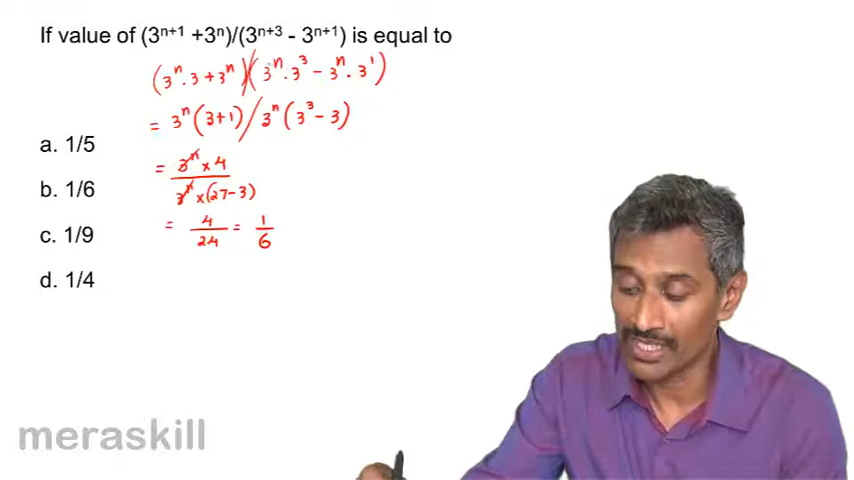 If value of (3ⁿ⁺¹ +3ⁿ)/(3ⁿ⁺³ - 3ⁿ⁺¹) is equal to
(3ⁿ.3+3ⁿ)/(3ⁿ.3³-3ⁿ.3¹)
= 3ⁿ(3+1)/3ⁿ(3³-3)
a. 1/5
= 3ⁿ×4 / 3ⁿ×(27-3)
b. 1/6
= 4/24 = 1/6
c. 1/9
d. 1/4
meraskill